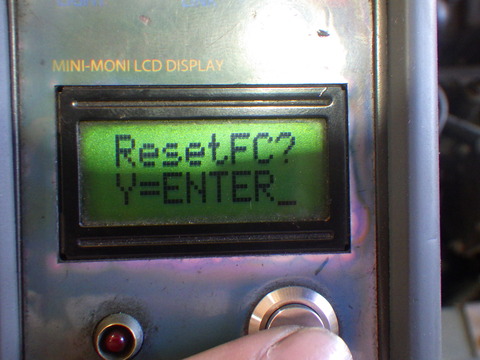 MINI-MONI LCD DISPLAY
ResetFC?
Y=ENTER_